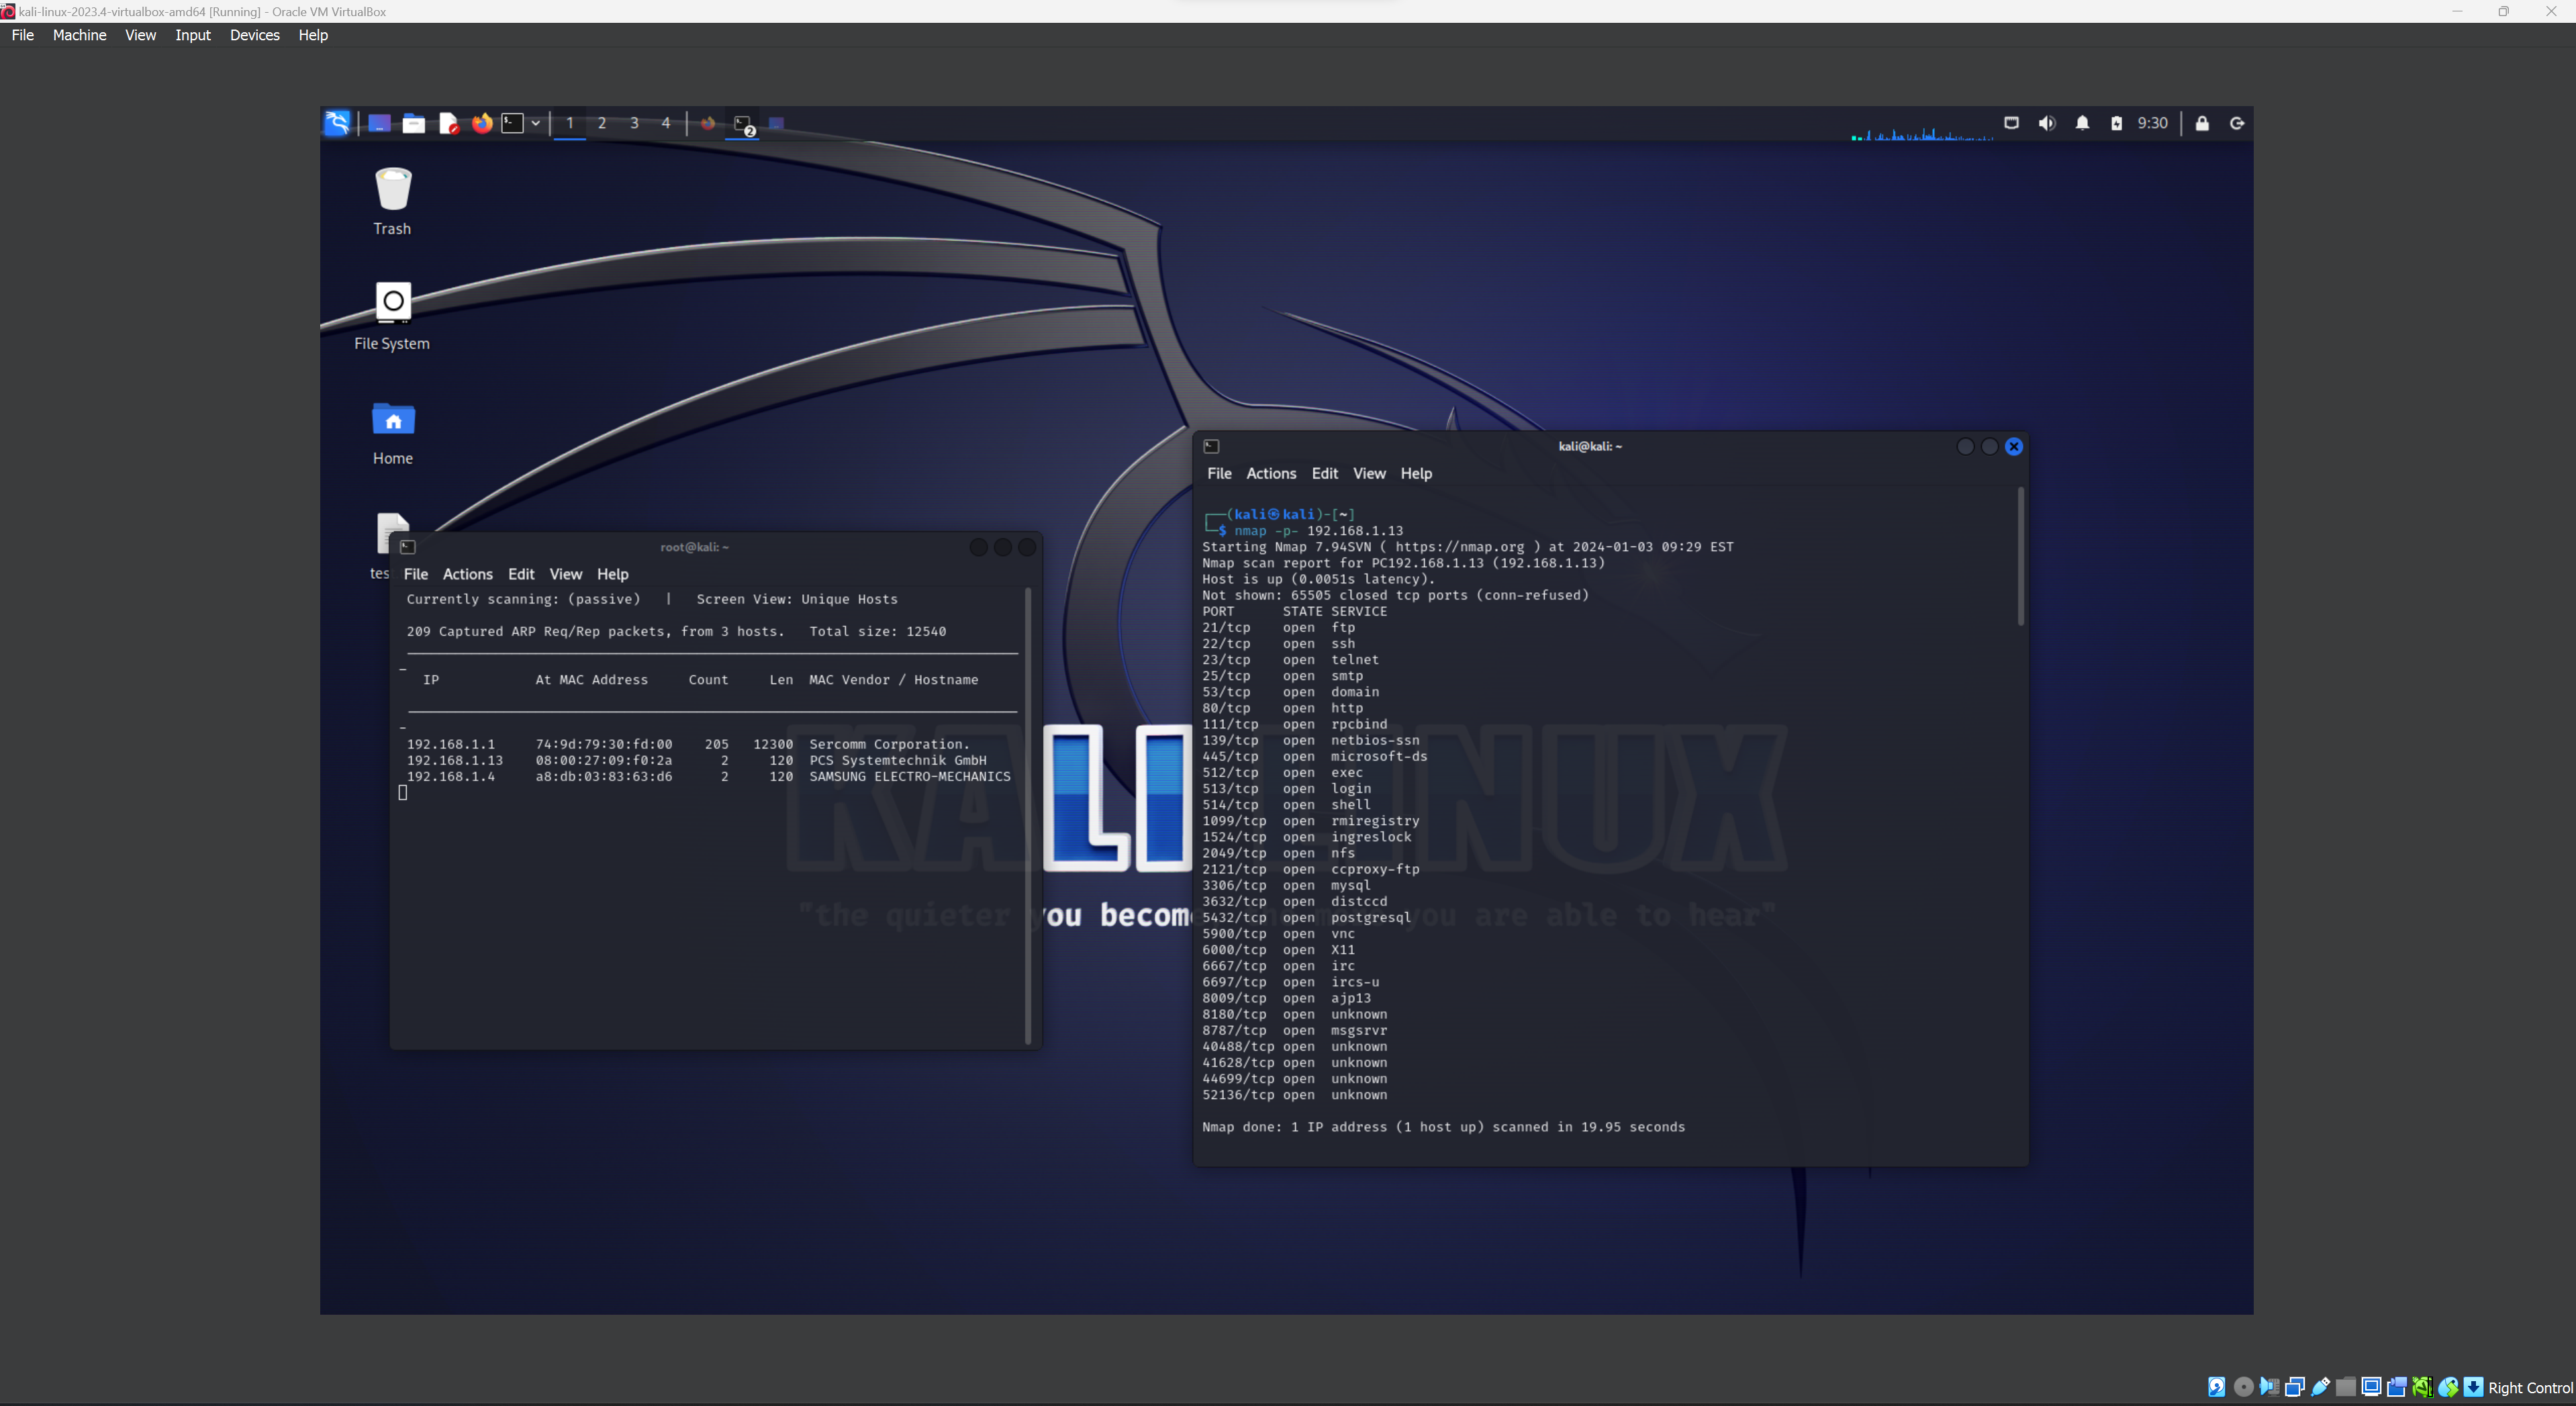 kali-linux-2023.4-virtualbox-amd64 [Running] - Oracle VM VirtualBox
File Machine View Input Devices Help
1 2 3 4 2 9:30
Trash
File System
Home
tes
root@kali: ~
File Actions Edit View Help
Currently scanning: (passive) | Screen View: Unique Hosts
209 Captured ARP Req/Rep packets, from 3 hosts. Total size: 12540
_
IP At MAC Address Count Len MAC Vendor / Hostname
_
192.168.1.1 74:9d:79:30:fd:00 205 12300 Sercomm Corporation.
192.168.1.13 08:00:27:09:f0:2a 2 120 PCS Systemtechnik GmbH
192.168.1.4 a8:db:03:83:63:d6 2 120 SAMSUNG ELECTRO-MECHANICS
kali@kali: ~
File Actions Edit View Help
┌──(kali㉿kali)-[~]
└─$ nmap -p- 192.168.1.13
Starting Nmap 7.94SVN ( https://nmap.org ) at 2024-01-03 09:29 EST
Nmap scan report for PC192.168.1.13 (192.168.1.13)
Host is up (0.0051s latency).
Not shown: 65505 closed tcp ports (conn-refused)
PORT STATE SERVICE
21/tcp open ftp
22/tcp open ssh
23/tcp open telnet
25/tcp open smtp
53/tcp open domain
80/tcp open http
111/tcp open rpcbind
139/tcp open netbios-ssn
445/tcp open microsoft-ds
512/tcp open exec
513/tcp open login
514/tcp open shell
1099/tcp open rmiregistry
1524/tcp open ingreslock
2049/tcp open nfs
2121/tcp open ccproxy-ftp
3306/tcp open mysql
3632/tcp open distccd
5432/tcp open postgresql
5900/tcp open vnc
6000/tcp open X11
6667/tcp open irc
6697/tcp open ircs-u
8009/tcp open ajp13
8180/tcp open unknown
8787/tcp open msgsrvr
40488/tcp open unknown
41628/tcp open unknown
44699/tcp open unknown
52136/tcp open unknown
Nmap done: 1 IP address (1 host up) scanned in 19.95 seconds
KALI LINUX
"the quieter you become you are able to hear"
Right Control